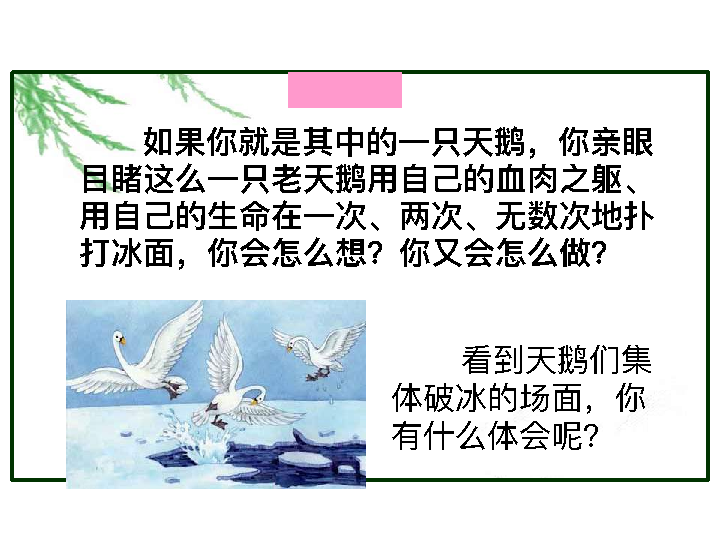 如果你就是其中的一只天鹅，你亲眼
目睹这么一只老天鹅用自己的血肉之躯、
用自己的生命在一次、两次、无数次地扑
打冰面，你会怎么想？你又会怎么做？
看到天鹅们集
体破冰的场面，你
有什么体会呢？